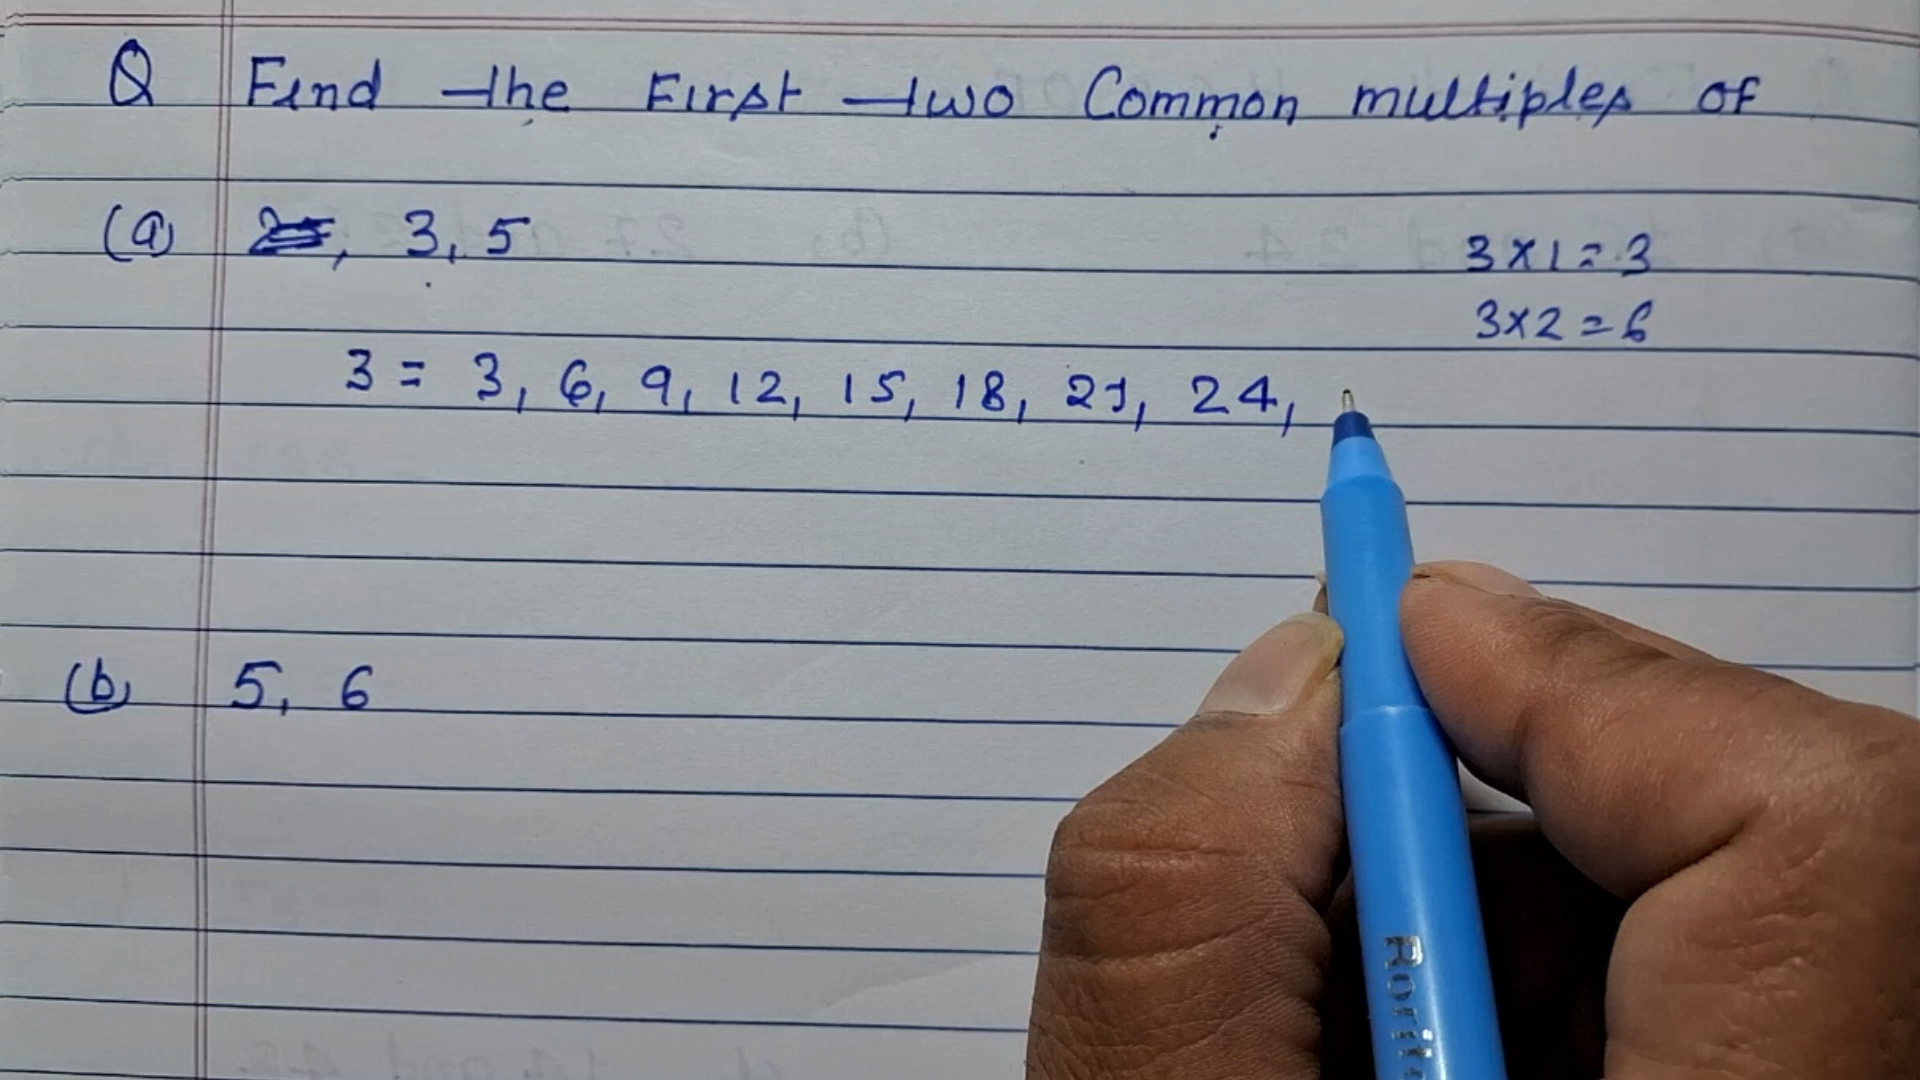 Q Find the First two Common multiples of
(a) 3, 5
3×1=3
3×2=6
3 = 3, 6, 9, 12, 15, 18, 21, 24,
(b) 5, 6